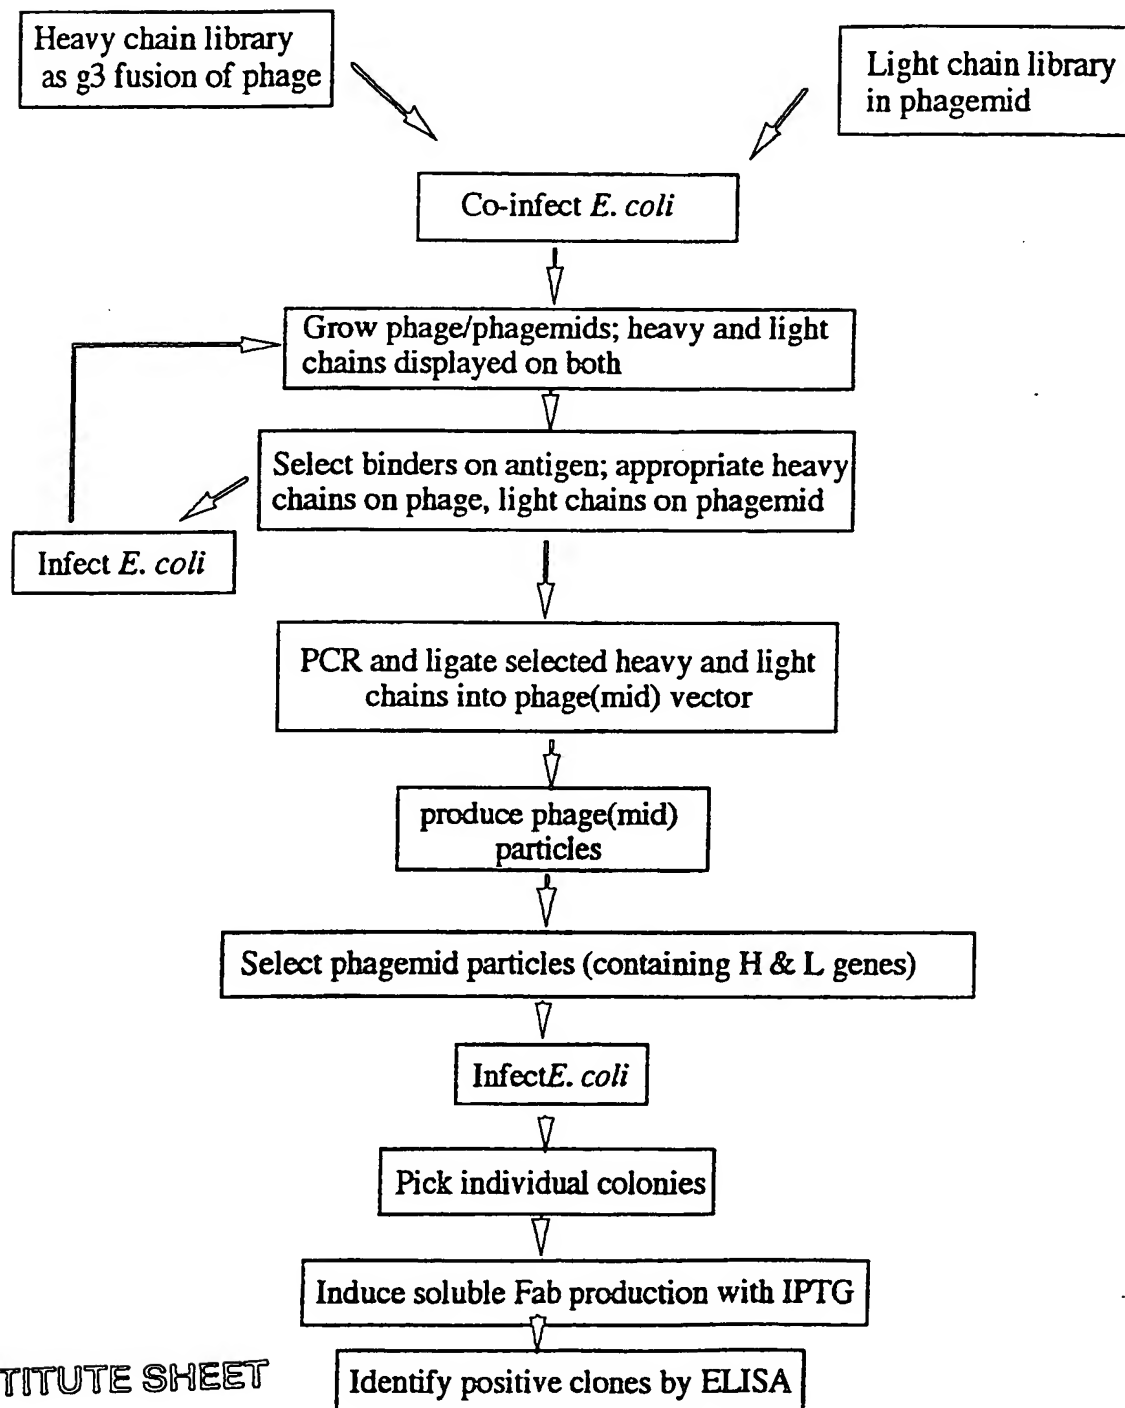 Heavy chain library
as g3 fusion of phage
Light chain library
in phagemid
Co-infect E. coli
Grow phage/phagemids; heavy and light
chains displayed on both
Select binders on antigen; appropriate heavy
chains on phage, light chains on phagemid
Infect E. coli
PCR and ligate selected heavy and light
chains into phage(mid) vector
produce phage(mid)
particles
Select phagemid particles (containing H & L genes)
InfectE. coli
Pick individual colonies
Induce soluble Fab production with IPTG
TITUTE SHEET
Identify positive clones by ELISA